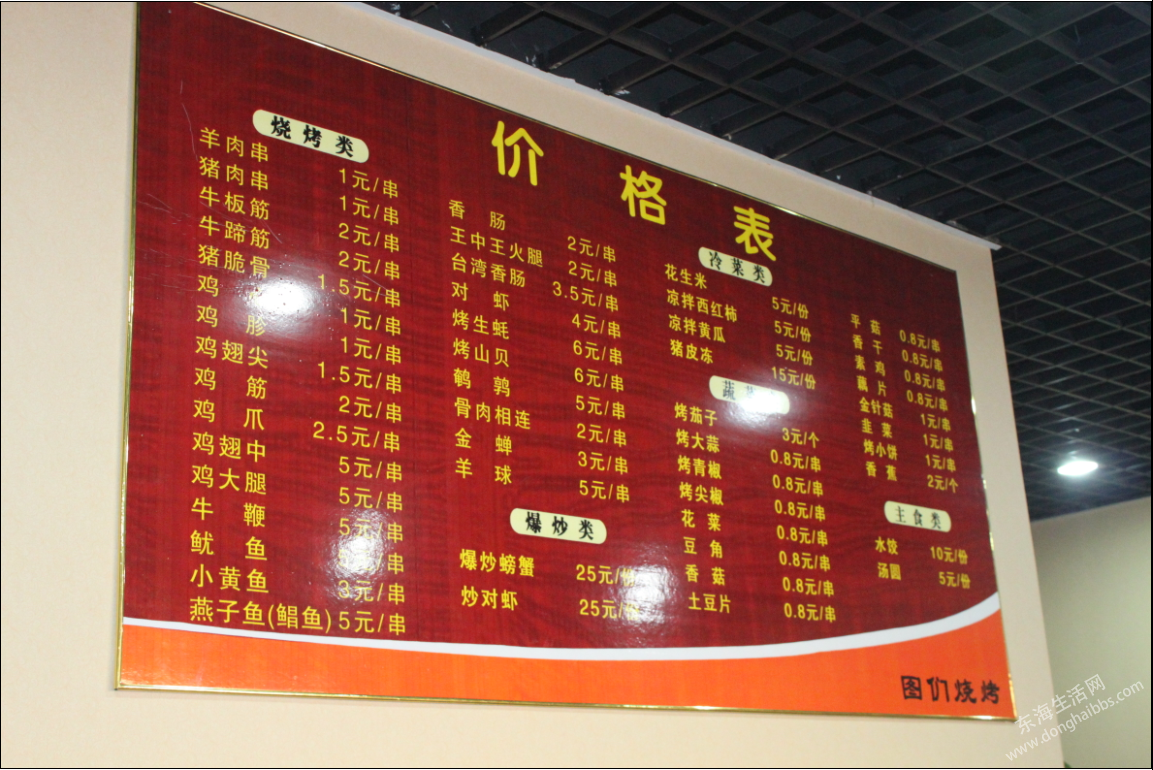 价格表
烧烤类
羊肉串 1元/串
猪肉串 1元/串
牛板筋 2元/串
牛蹄筋 2元/串
猪脆骨 1.5元/串
鸡 1元/串
鸡胗 1元/串
鸡翅尖 1.5元/串
鸡筋 2元/串
鸡爪 2.5元/串
鸡翅中 5元/串
鸡大腿 5元/串
牛鞭 5元/串
鱿鱼 元/串
小黄鱼 3元/串
燕子鱼(鲳鱼) 5元/串
香肠 2元/串
王中王火腿 2元/串
台湾香肠 3.5元/串
对虾 4元/串
烤生蚝 6元/串
烤山贝 6元/串
鹌鹑 5元/串
骨肉相连 2元/串
金蝉 3元/串
羊球 5元/串
爆炒类
爆炒螃蟹 25元/份
炒对虾 25元/份
冷菜类
花生米 5元/份
凉拌西红柿 5元/份
凉拌黄瓜 5元/份
猪皮冻 15元/份
蔬
烤茄子 3元/个
烤大蒜 0.8元/串
烤青椒 0.8元/串
烤尖椒 0.8元/串
花菜 0.8元/串
豆角 0.8元/串
香菇 0.8元/串
土豆片 0.8元/串
平菇 0.8元/串
香干 0.8元/串
素鸡 0.8元/串
藕片 0.8元/串
金针菇 1元/串
韭菜 1元/串
烤小饼 1元/串
香蕉 2元/个
主食类
水饺 10元/份
汤圆 5元/份
图们烧烤
东海生活网
www.donghaibbs.com